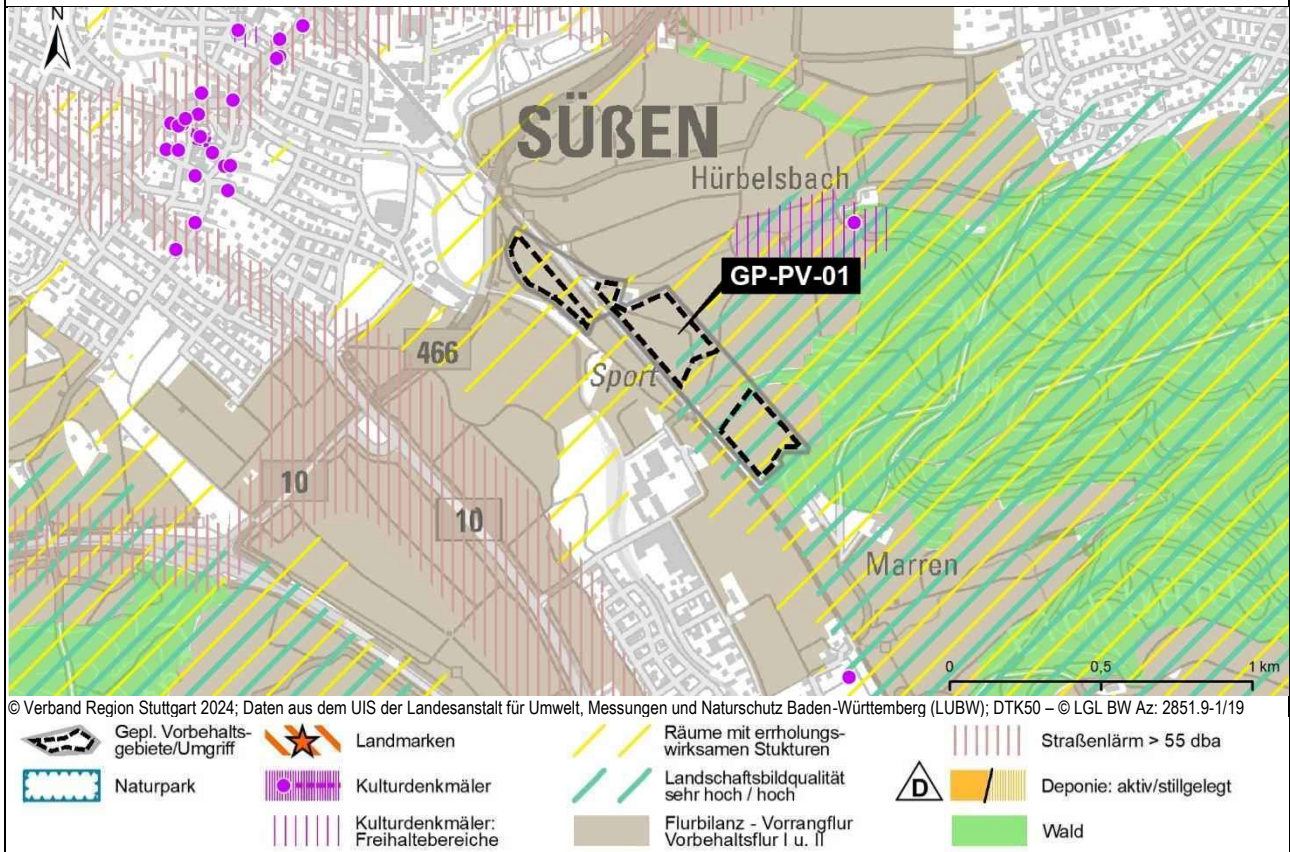 N
SÜßEN
Hürbelsbach
GP-PV-01
466
Sport
10
10
Marren
0 0,5 1 km
© Verband Region Stuttgart 2024; Daten aus dem UIS der Landesanstalt für Umwelt, Messungen und Naturschutz Baden-Württemberg (LUBW); DTK50 – © LGL BW Az: 2851.9-1/19
Gepl. Vorbehalts-
gebiete/Umgriff
Naturpark
Landmarken
Kulturdenkmäler
Kulturdenkmäler:
Freihaltebereiche
Räume mit errholungs-
wirksamen Stukturen
Landschaftsbildqualität
sehr hoch / hoch
Flurbilanz - Vorrangflur
Vorbehaltsflur I u. II
Straßenlärm > 55 dba
D
Deponie: aktiv/stillgelegt
Wald